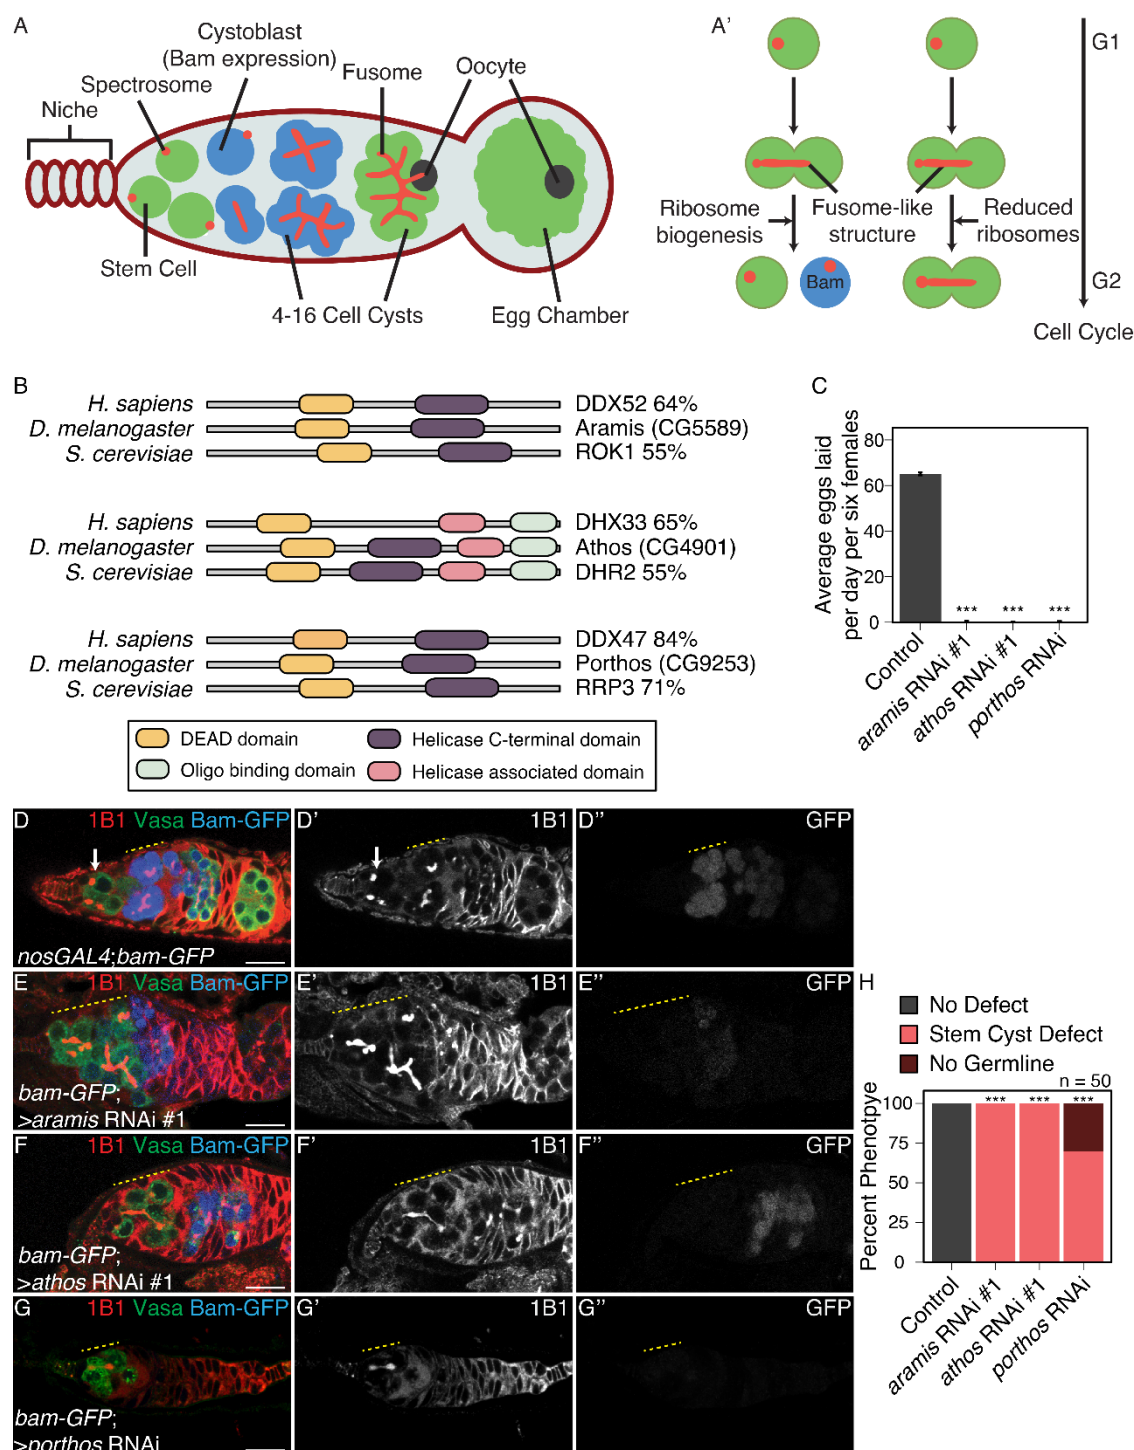 A
Cystoblast
(Bam expression)
Spectrosome
Fusome
Oocyte
Niche
Stem Cell
4-16 Cell Cysts
Egg Chamber
A'
G1
Ribosome
biogenesis
Fusome-like
structure
Reduced
ribosomes
Bam
G2
Cell Cycle
B
H. sapiens DDX52 64%
D. melanogaster Aramis (CG5589)
S. cerevisiae ROK1 55%
H. sapiens DHX33 65%
D. melanogaster Athos (CG4901)
S. cerevisiae DHR2 55%
H. sapiens DDX47 84%
D. melanogaster Porthos (CG9253)
S. cerevisiae RRP3 71%
DEAD domain
Helicase C-terminal domain
Oligo binding domain
Helicase associated domain
C
Average eggs laid
per day per six females
80
60
40
20
0
*** *** ***
Control
aramis RNAi #1
athos RNAi #1
porthos RNAi
D 1B1 Vasa Bam-GFP
nosGAL4;bam-GFP
D' 1B1
D'' GFP
E 1B1 Vasa Bam-GFP
bam-GFP;
>aramis RNAi #1
E' 1B1
E'' GFP
F 1B1 Vasa Bam-GFP
bam-GFP;
>athos RNAi #1
F' 1B1
F'' GFP
G 1B1 Vasa Bam-GFP
bam-GFP;
>porthos RNAi
G' 1B1
G'' GFP
H
No Defect
Stem Cyst Defect
No Germline
n = 50
*** *** ***
Percent Phenotpye
100
75
50
25
0
Control
aramis RNAi #1
athos RNAi #1
porthos RNAi